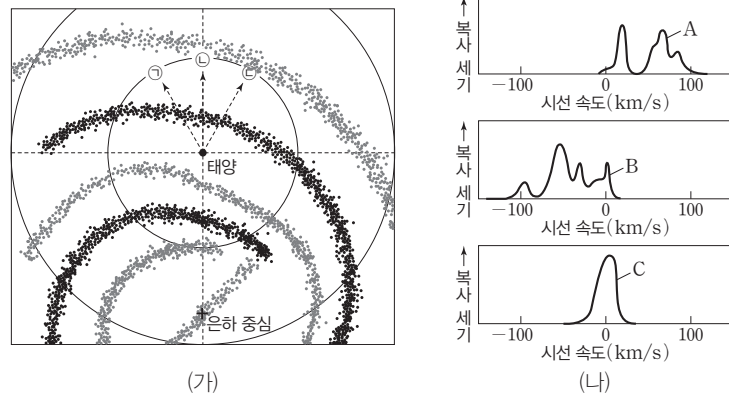 ㉠
㉡
㉢
태양
은하 중심
(가)
↑복사 세기
A
-100
0
100
시선 속도(km/s)
↑복사 세기
B
-100
0
100
시선 속도(km/s)
↑복사 세기
C
-100
0
100
시선 속도(km/s)
(나)